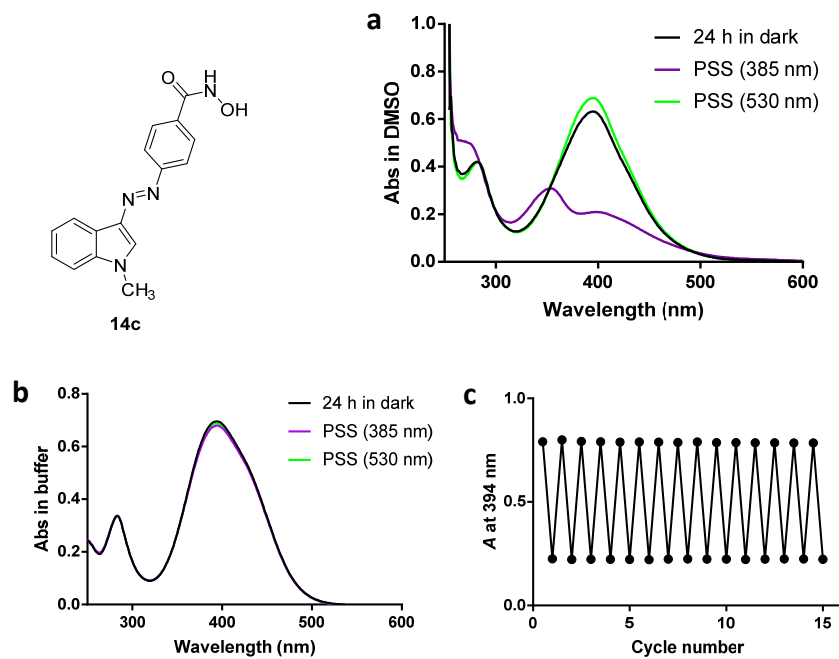 a
1.0
0.8
0.6
0.4
0.2
0.0
Abs in DMSO
300 400 500 600
Wavelength (nm)
24 h in dark
PSS (385 nm)
PSS (530 nm)
O
H
N
OH
N=N
N
CH3
14c
b
0.8
0.6
0.4
0.2
0.0
Abs in buffer
300 400 500 600
Wavelength (nm)
24 h in dark
PSS (385 nm)
PSS (530 nm)
c
1.0
0.5
0.0
A at 394 nm
0 5 10 15
Cycle number